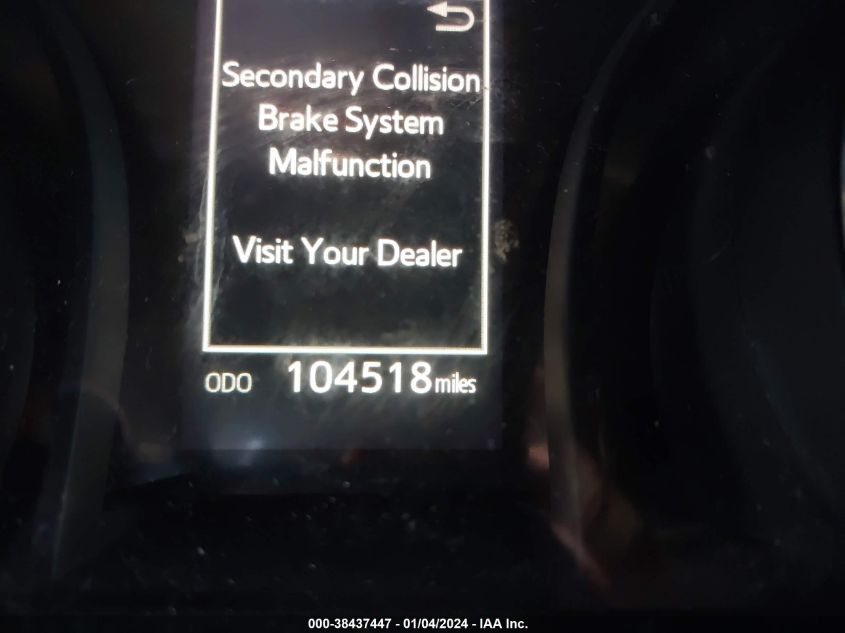 Secondary Collision
Brake System
Malfunction
Visit Your Dealer
ODO 104518 miles
000-38437447 - 01/04/2024 - IAA Inc.